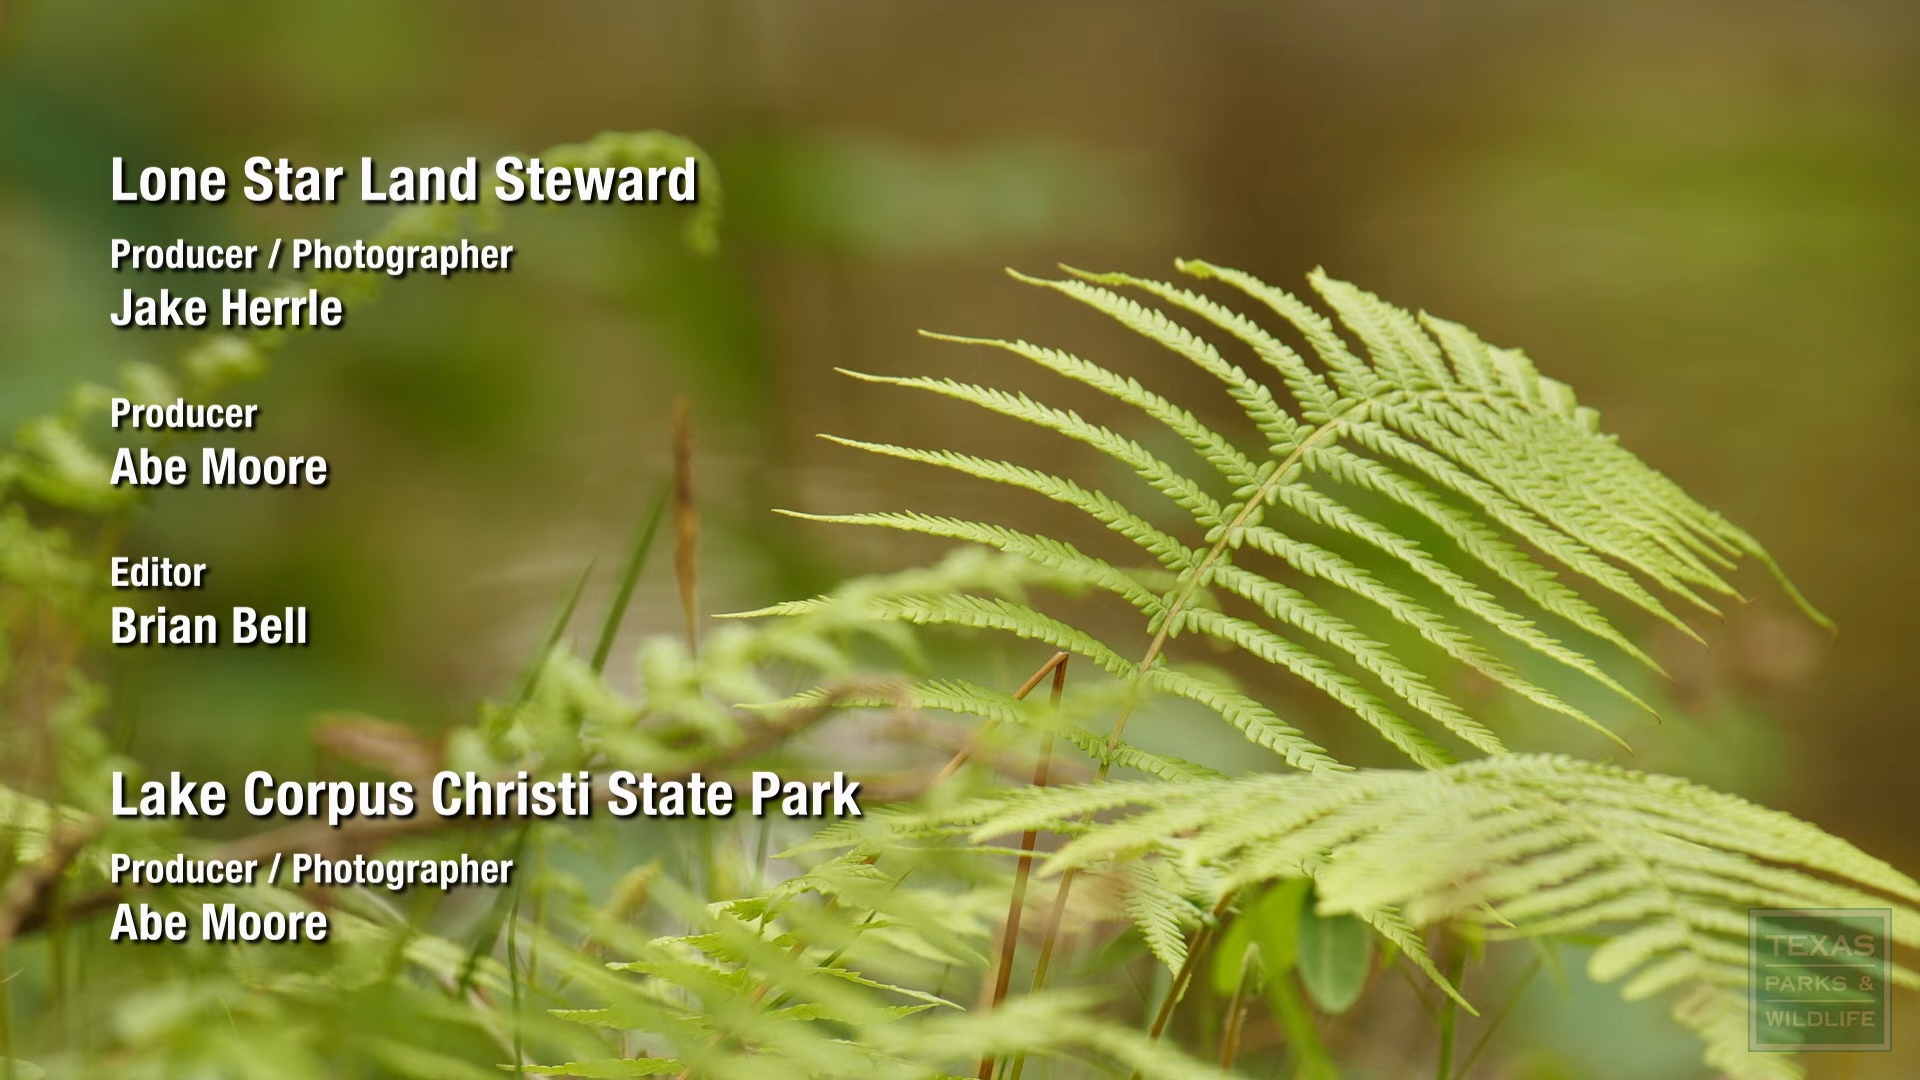 Lone Star Land Steward
Producer / Photographer
Jake Herrle
Producer
Abe Moore
Editor
Brian Bell
Lake Corpus Christi State Park
Producer / Photographer
Abe Moore
TEXAS
PARKS &
WILDLIFE